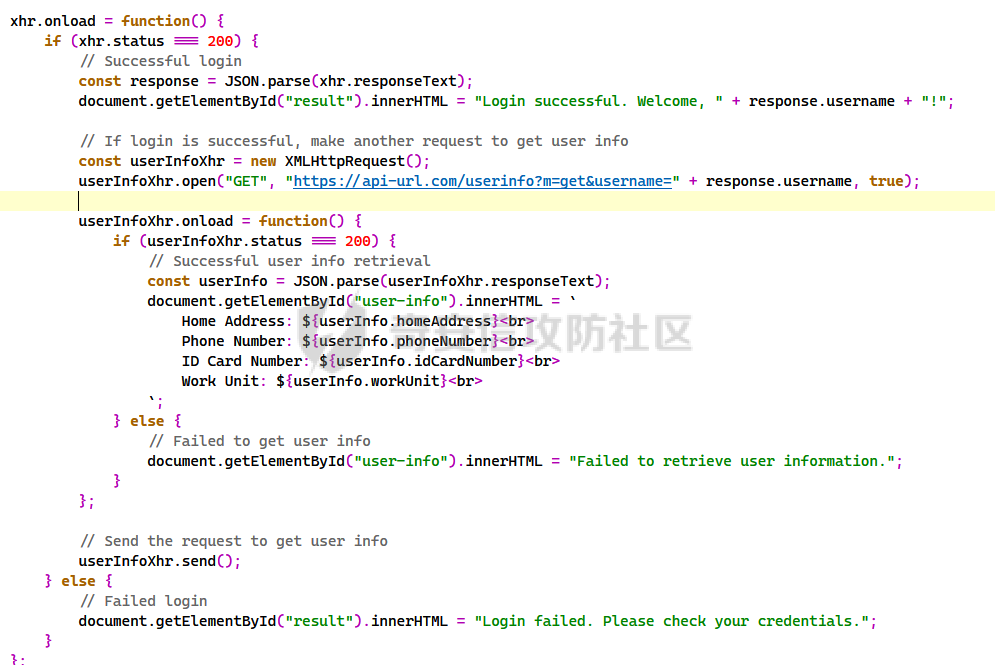 xhr.onload = function() {
    if (xhr.status === 200) {
        // Successful login
        const response = JSON.parse(xhr.responseText);
        document.getElementById("result").innerHTML = "Login successful. Welcome, " + response.username + "!";

        // If login is successful, make another request to get user info
        const userInfoXhr = new XMLHttpRequest();
        userInfoXhr.open("GET", "https://api-url.com/userinfo?m=get&username=" + response.username, true);

        userInfoXhr.onload = function() {
            if (userInfoXhr.status === 200) {
                // Successful user info retrieval
                const userInfo = JSON.parse(userInfoXhr.responseText);
                document.getElementById("user-info").innerHTML = `
                    Home Address: ${userInfo.homeAddress}<br>
                    Phone Number: ${userInfo.phoneNumber}<br>
                    ID Card Number: ${userInfo.idCardNumber}<br>
                    Work Unit: ${userInfo.workUnit}<br>
                `;
            } else {
                // Failed to get user info
                document.getElementById("user-info").innerHTML = "Failed to retrieve user information.";
            }
        };

        // Send the request to get user info
        userInfoXhr.send();
    } else {
        // Failed login
        document.getElementById("result").innerHTML = "Login failed. Please check your credentials.";
    }
};
奇安信攻防社区